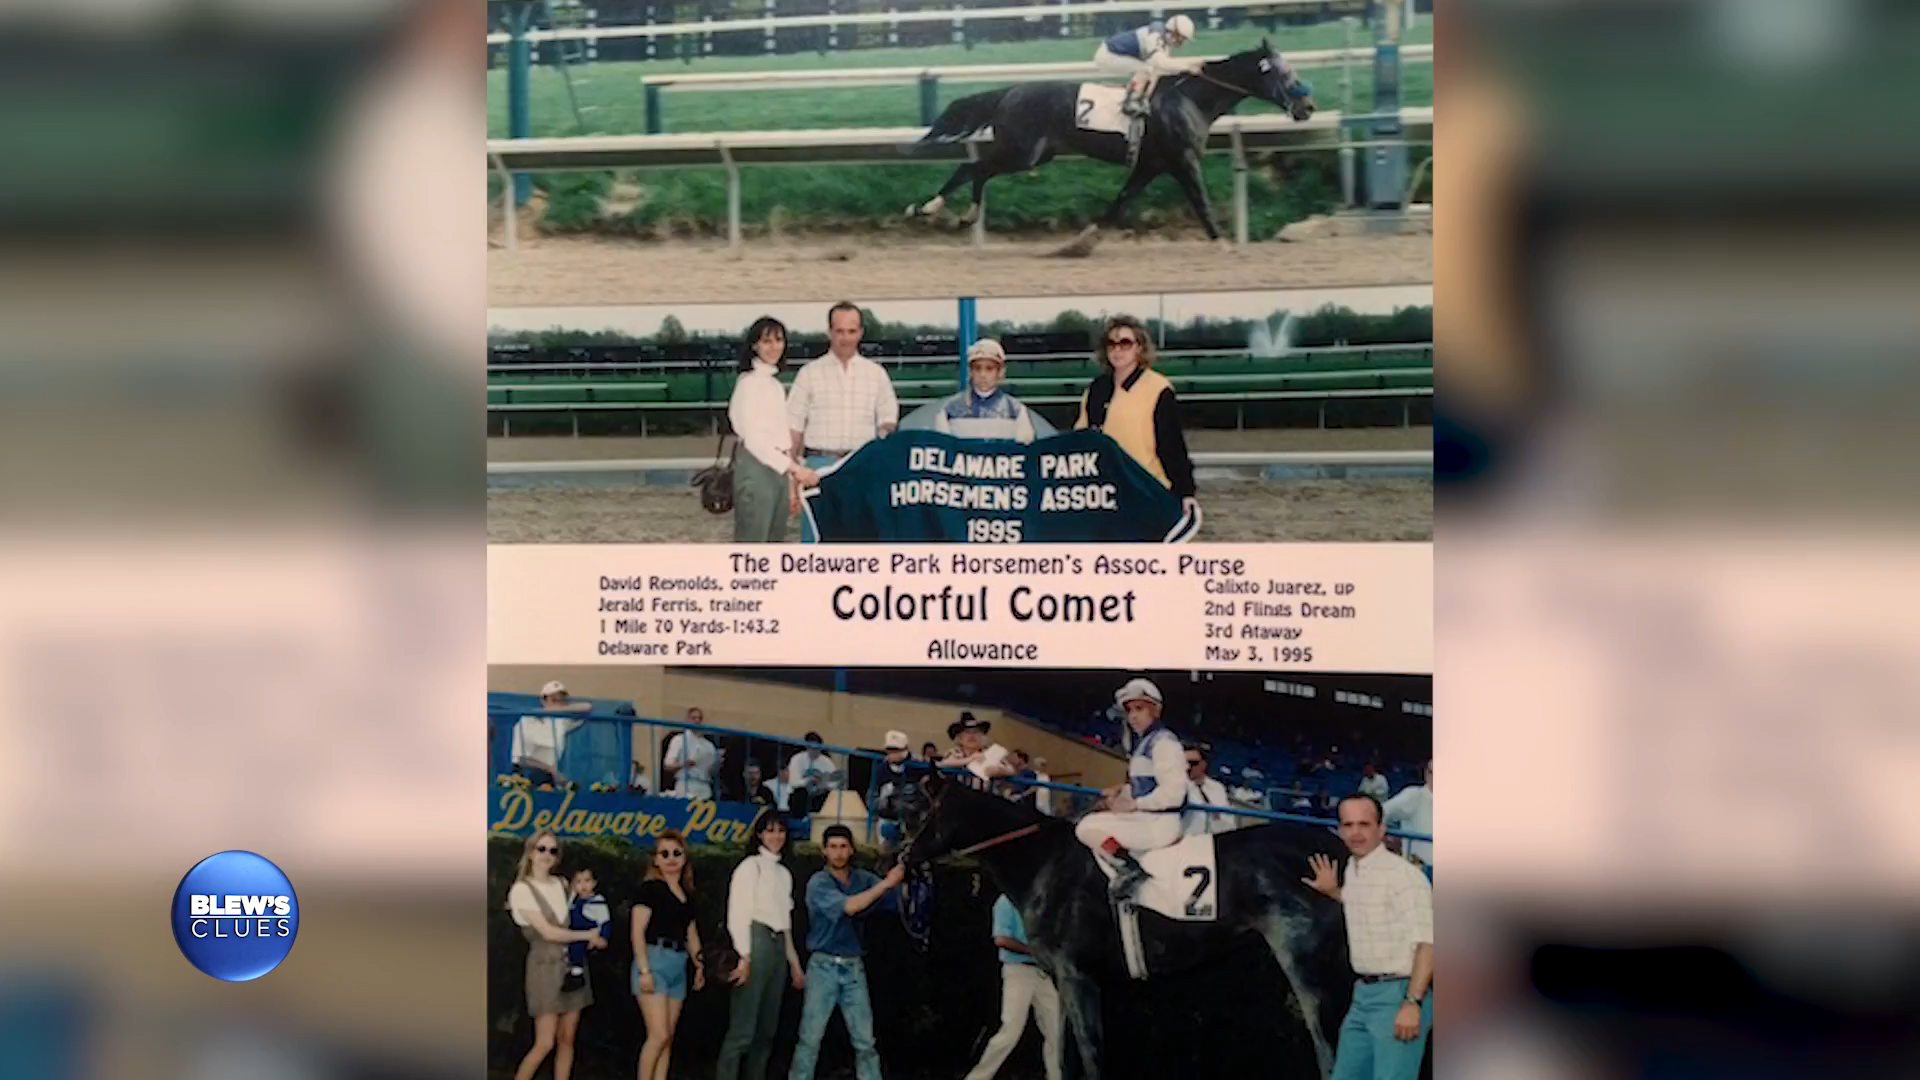 2
DELAWARE PARK
HORSEMEN'S ASSOC.
1995
The Delaware Park Horsemen's Assoc. Purse
David Reynolds, owner
Jerald Ferris, trainer
1 Mile 70 Yards-1:43.2
Delaware Park
Colorful Comet
Allowance
Calixto Juarez, up
2nd Flings Dream
3rd Ataway
May 3, 1995
Delaware Park
2
BLEW'S
CLUES